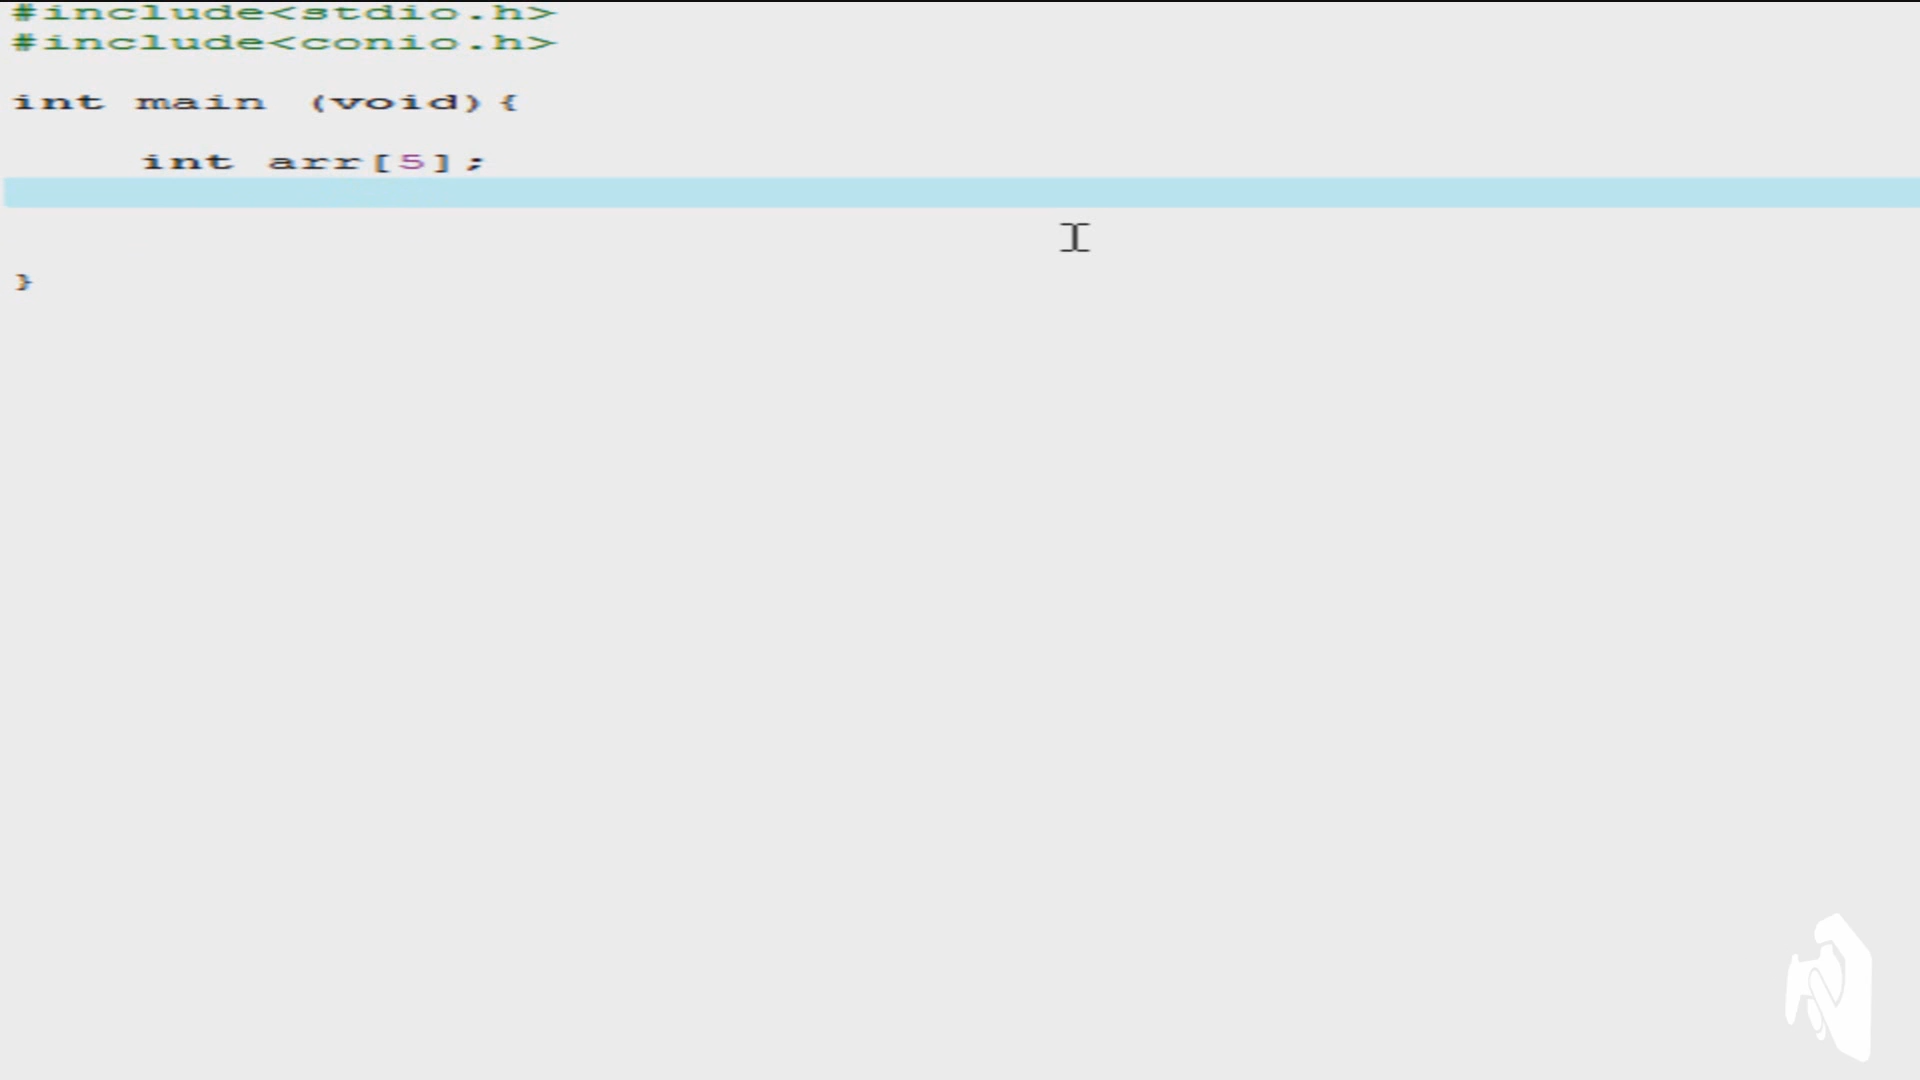 #include<stdio.h>
#include<conio.h>
int main (void){
int arr[5];
}